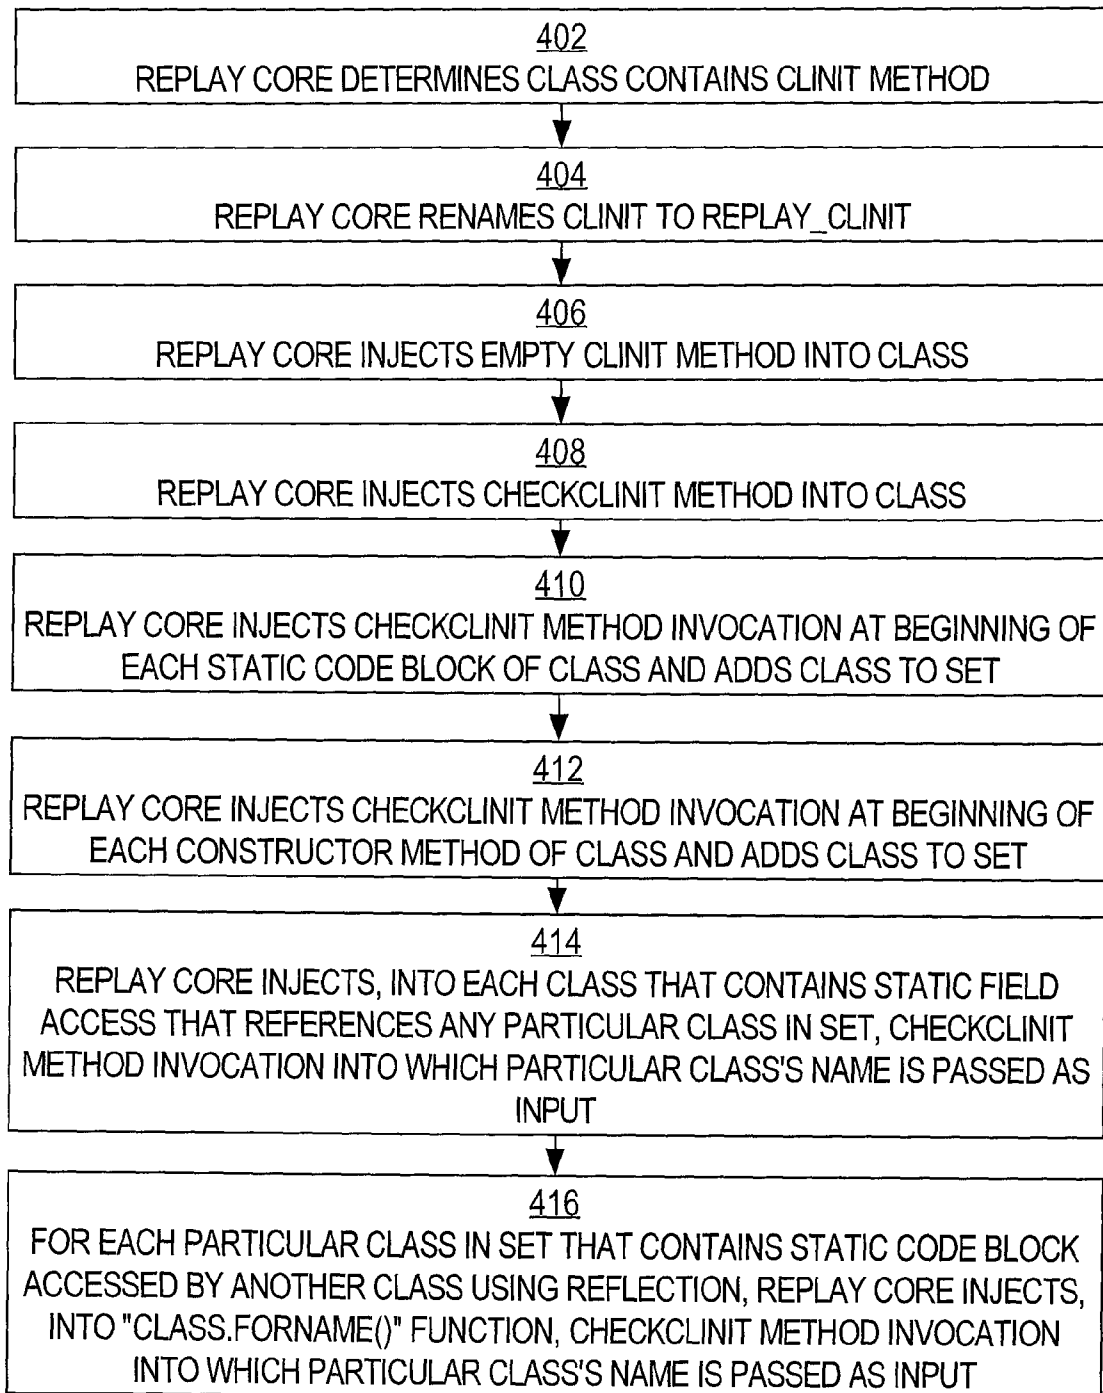 402
REPLAY CORE DETERMINES CLASS CONTAINS CLINIT METHOD
404
REPLAY CORE RENAMES CLINIT TO REPLAY_CLINIT
406
REPLAY CORE INJECTS EMPTY CLINIT METHOD INTO CLASS
408
REPLAY CORE INJECTS CHECKCLINIT METHOD INTO CLASS
410
REPLAY CORE INJECTS CHECKCLINIT METHOD INVOCATION AT BEGINNING OF
EACH STATIC CODE BLOCK OF CLASS AND ADDS CLASS TO SET
412
REPLAY CORE INJECTS CHECKCLINIT METHOD INVOCATION AT BEGINNING OF
EACH CONSTRUCTOR METHOD OF CLASS AND ADDS CLASS TO SET
414
REPLAY CORE INJECTS, INTO EACH CLASS THAT CONTAINS STATIC FIELD
ACCESS THAT REFERENCES ANY PARTICULAR CLASS IN SET, CHECKCLINIT
METHOD INVOCATION INTO WHICH PARTICULAR CLASS'S NAME IS PASSED AS
INPUT
416
FOR EACH PARTICULAR CLASS IN SET THAT CONTAINS STATIC CODE BLOCK
ACCESSED BY ANOTHER CLASS USING REFLECTION, REPLAY CORE INJECTS,
INTO "CLASS.FORNAME()" FUNCTION, CHECKCLINIT METHOD INVOCATION
INTO WHICH PARTICULAR CLASS'S NAME IS PASSED AS INPUT